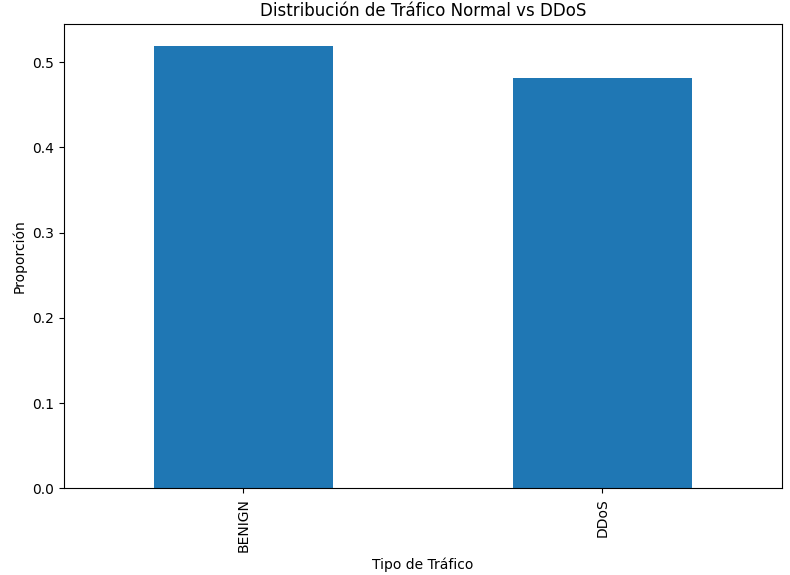 Distribución de Tráfico Normal vs DDoS
Proporción
0.5
0.4
0.3
0.2
0.1
0.0
BENIGN
DDoS
Tipo de Tráfico